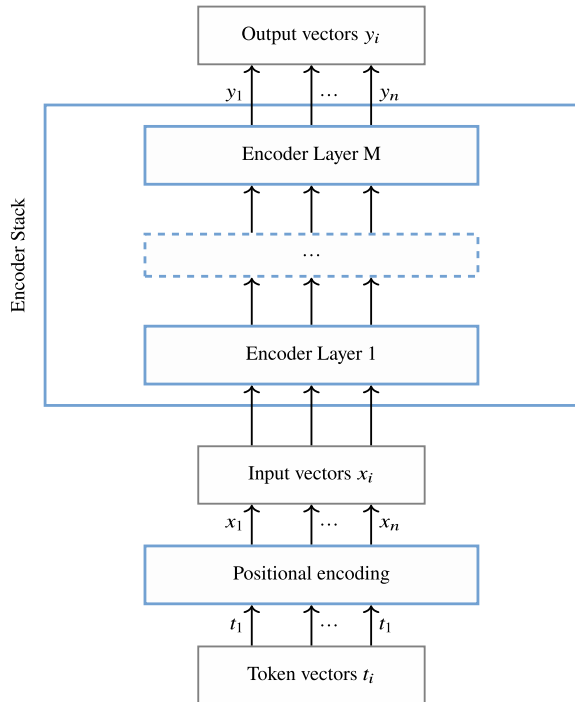 Output vectors yᵢ
y₁ ... yₙ
Encoder Layer M
...
Encoder Stack
Encoder Layer 1
Input vectors xᵢ
x₁ ... xₙ
Positional encoding
t₁ ... t₁
Token vectors tᵢ